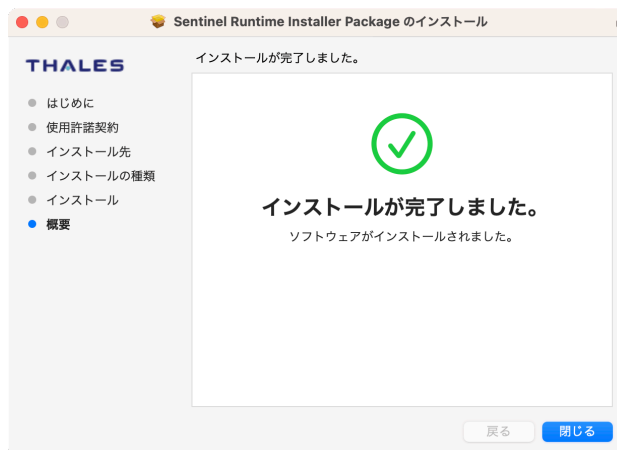 Sentinel Runtime Installer Package のインストール
THALES
インストールが完了しました。
はじめに
使用許諾契約
インストール先
インストールの種類
インストール
概要
インストールが完了しました。
ソフトウェアがインストールされました。
戻る
閉じる